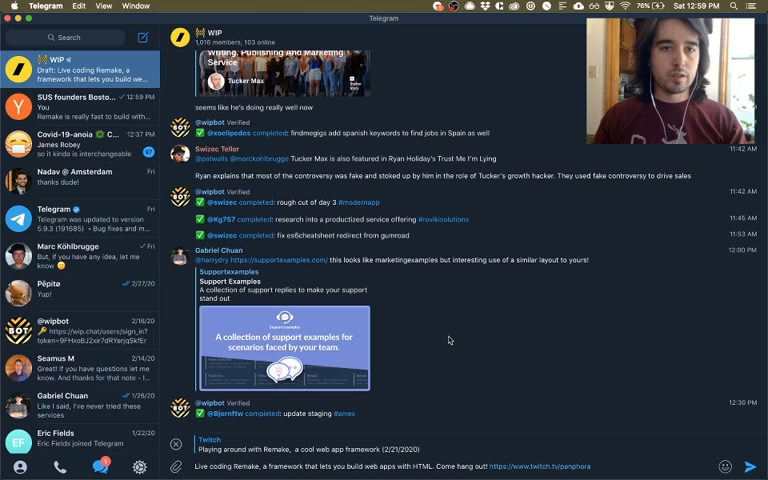 Telegram Edit View Window
76% Sat 12:59 PM
Telegram
Search
WIP
Draft: Live coding Remake, a
framework that lets you build we...
SUS founders Bosto... 12:59 PM
You
Remake is really fast to build with...
Covid-19-anoia C... 12:37 PM
James Robey
so it kinda is interchangeable
97
Nadav @ Amsterdam Fri
thanks dude!
Telegram Fri
Telegram was updated to version
5.9.3 (191685) • Bug fixes and m...
Marc Köhlbrugge Fri
But, if you have any idea, let me
know
Pēpitø 2/27/20
Yup!
@wipbot 2/16/20
https://wip.chat/users/sign_in?
BOT
Seamus M 2/14/20
Great! If you have questions let me
know. And thanks for that note - I...
Gabriel Chuan 1/26/20
Like I said, I've never tried these
services
EF
Eric Fields 1/22/20
Eric Fields joined Telegram
1
WIP
1,016 members, 103 online
Writing, Publishing And Marketing
Service
Tucker Max
seems like he's doing really well now
@wipbot Verified
BOT
@xoelipedes completed: findmegigs add spanish keywords to find jobs in Spain as well
Swizec Teller 11:42 AM
@patwalls @marckohlbrugge Tucker Max is also featured in Ryan Holiday's Trust Me I'm Lying
Ryan explains that most of the controversy was fake and stoked up by him in the role of Tucker's growth hacker. They used fake controversy to drive sales
@wipbot Verified 11:42 AM
BOT
@swizec completed: rough cut of day 3 #modernapp
@Kg757 completed: research into a productized service offering #rovikisolutions 11:45 AM
@swizec completed: fix es6cheatsheet redirect from gumroad 11:53 AM
Gabriel Chuan 12:00 PM
@harrydry https://supportexamples.com/ this looks like marketingexamples but interesting use of a similar layout to yours!
Supportexamples
Support Examples
A collection of support replies to make your support
stand out
Support examples
A collection of support examples for
scenarios faced by your team.
@wipbot Verified 12:30 PM
BOT
@Bjornftw completed: update staging #amex
Twitch
Playing around with Remake, a cool web app framework (2/21/2020)
Live coding Remake, a framework that lets you build web apps with HTML. Come hang out! https://www.twitch.tv/panphora